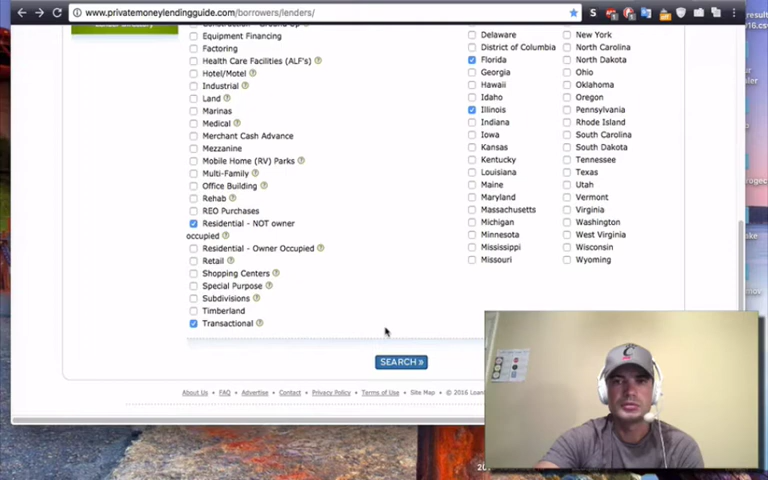 www.privatemoneylendingguide.com/borrowers/lenders/
Equipment Financing
Factoring
Health Care Facilities (ALF's)
Hotel/Motel
Industrial
Land
Marinas
Medical
Merchant Cash Advance
Mezzanine
Mobile Home (RV) Parks
Multi-Family
Office Building
Rehab
REO Purchases
Residential - NOT owner
occupied
Residential - Owner Occupied
Retail
Shopping Centers
Special Purpose
Subdivisions
Timberland
Transactional
Delaware
District of Columbia
Florida
Georgia
Hawaii
Idaho
Illinois
Indiana
Iowa
Kansas
Kentucky
Louisiana
Maine
Maryland
Massachusetts
Michigan
Minnesota
Mississippi
Missouri
New York
North Carolina
North Dakota
Ohio
Oklahoma
Oregon
Pennsylvania
Rhode Island
South Carolina
South Dakota
Tennessee
Texas
Utah
Vermont
Virginia
Washington
West Virginia
Wisconsin
Wyoming
SEARCH »
About Us
FAQ
Advertise
Contact
Privacy Policy
Terms of Use
Site Map
© 2016